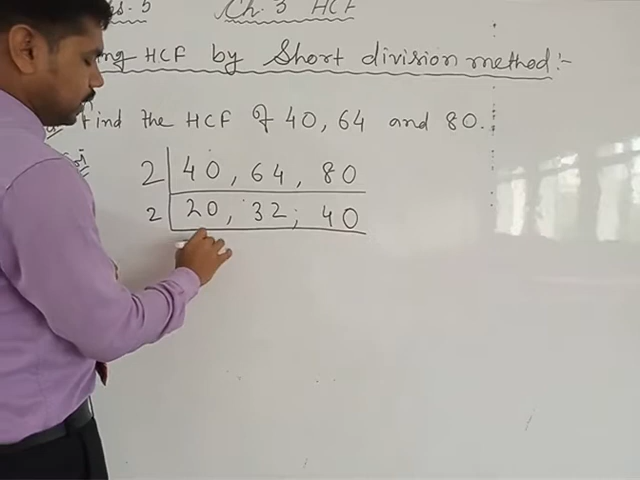 Ch. 3 HCF
HCF by Short division method:-
Find the HCF of 40, 64 and 80.
2 | 40, 64, 80
2 | 20, 32, 40